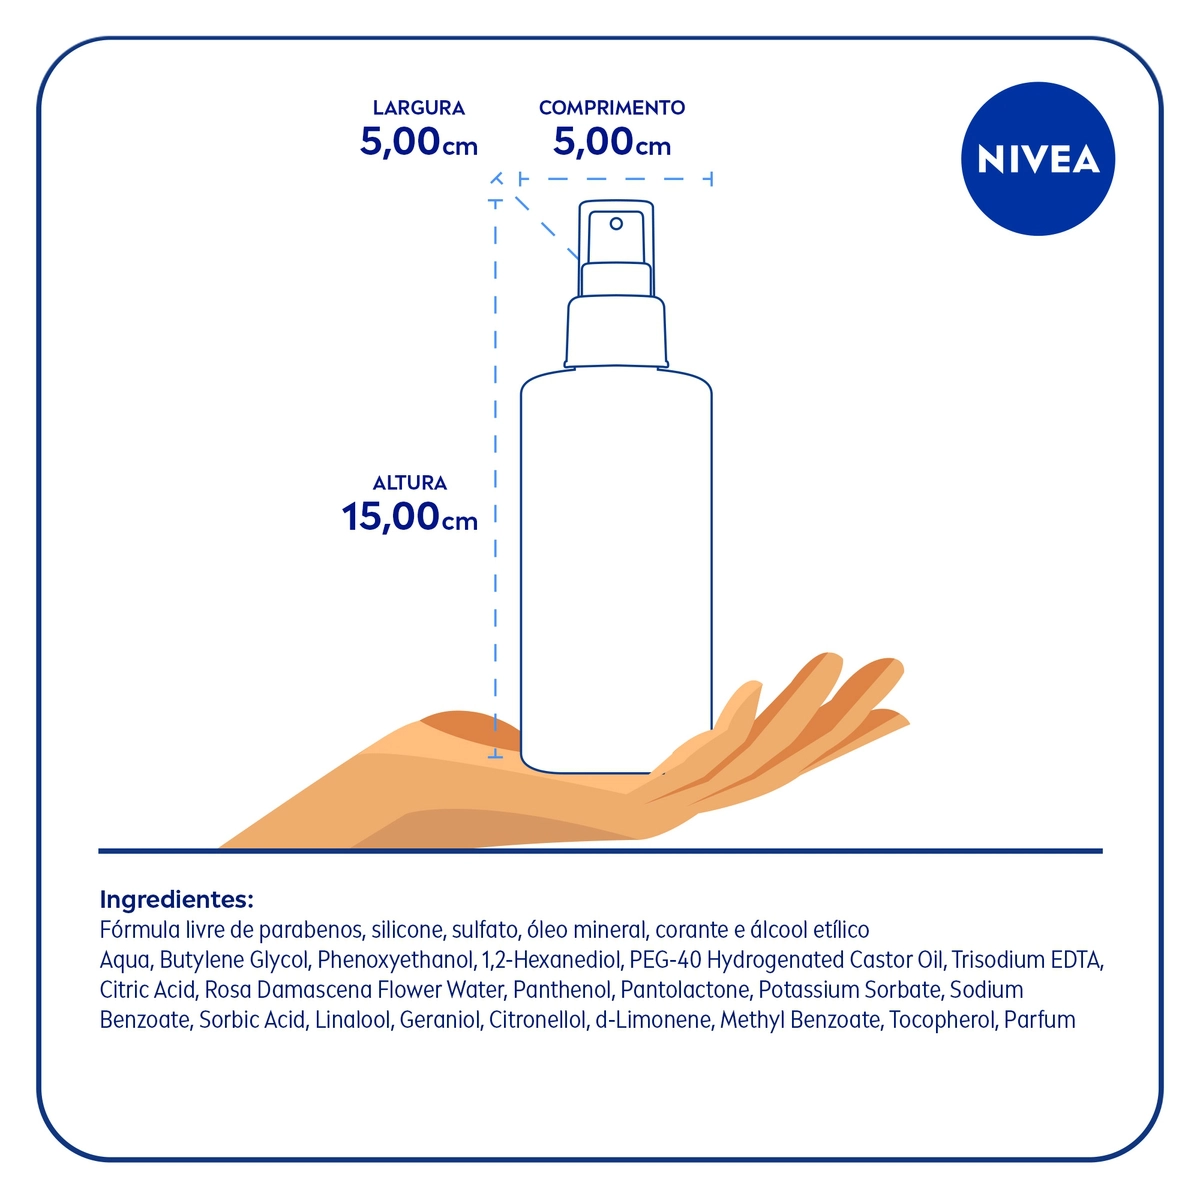 LARGURA
5,00cm
COMPRIMENTO
5,00cm
NIVEA
ALTURA
15,00cm
Ingredientes:
Fórmula livre de parabenos, silicone, sulfato, óleo mineral, corante e álcool etílico
Aqua, Butylene Glycol, Phenoxyethanol, 1,2-Hexanediol, PEG-40 Hydrogenated Castor Oil, Trisodium EDTA,
Citric Acid, Rosa Damascena Flower Water, Panthenol, Pantolactone, Potassium Sorbate, Sodium
Benzoate, Sorbic Acid, Linalool, Geraniol, Citronellol, d-Limonene, Methyl Benzoate, Tocopherol, Parfum